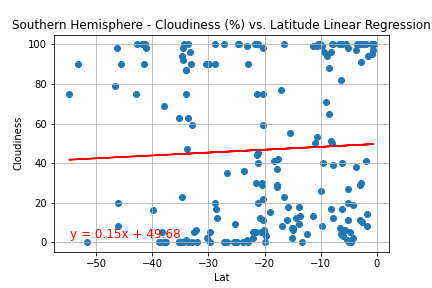 Southern Hemisphere - Cloudiness (%) vs. Latitude Linear Regression
100
80
60
40
20
0
Cloudiness
y = 0.15x + 49.68
−50 −40 −30 −20 −10 0
Lat